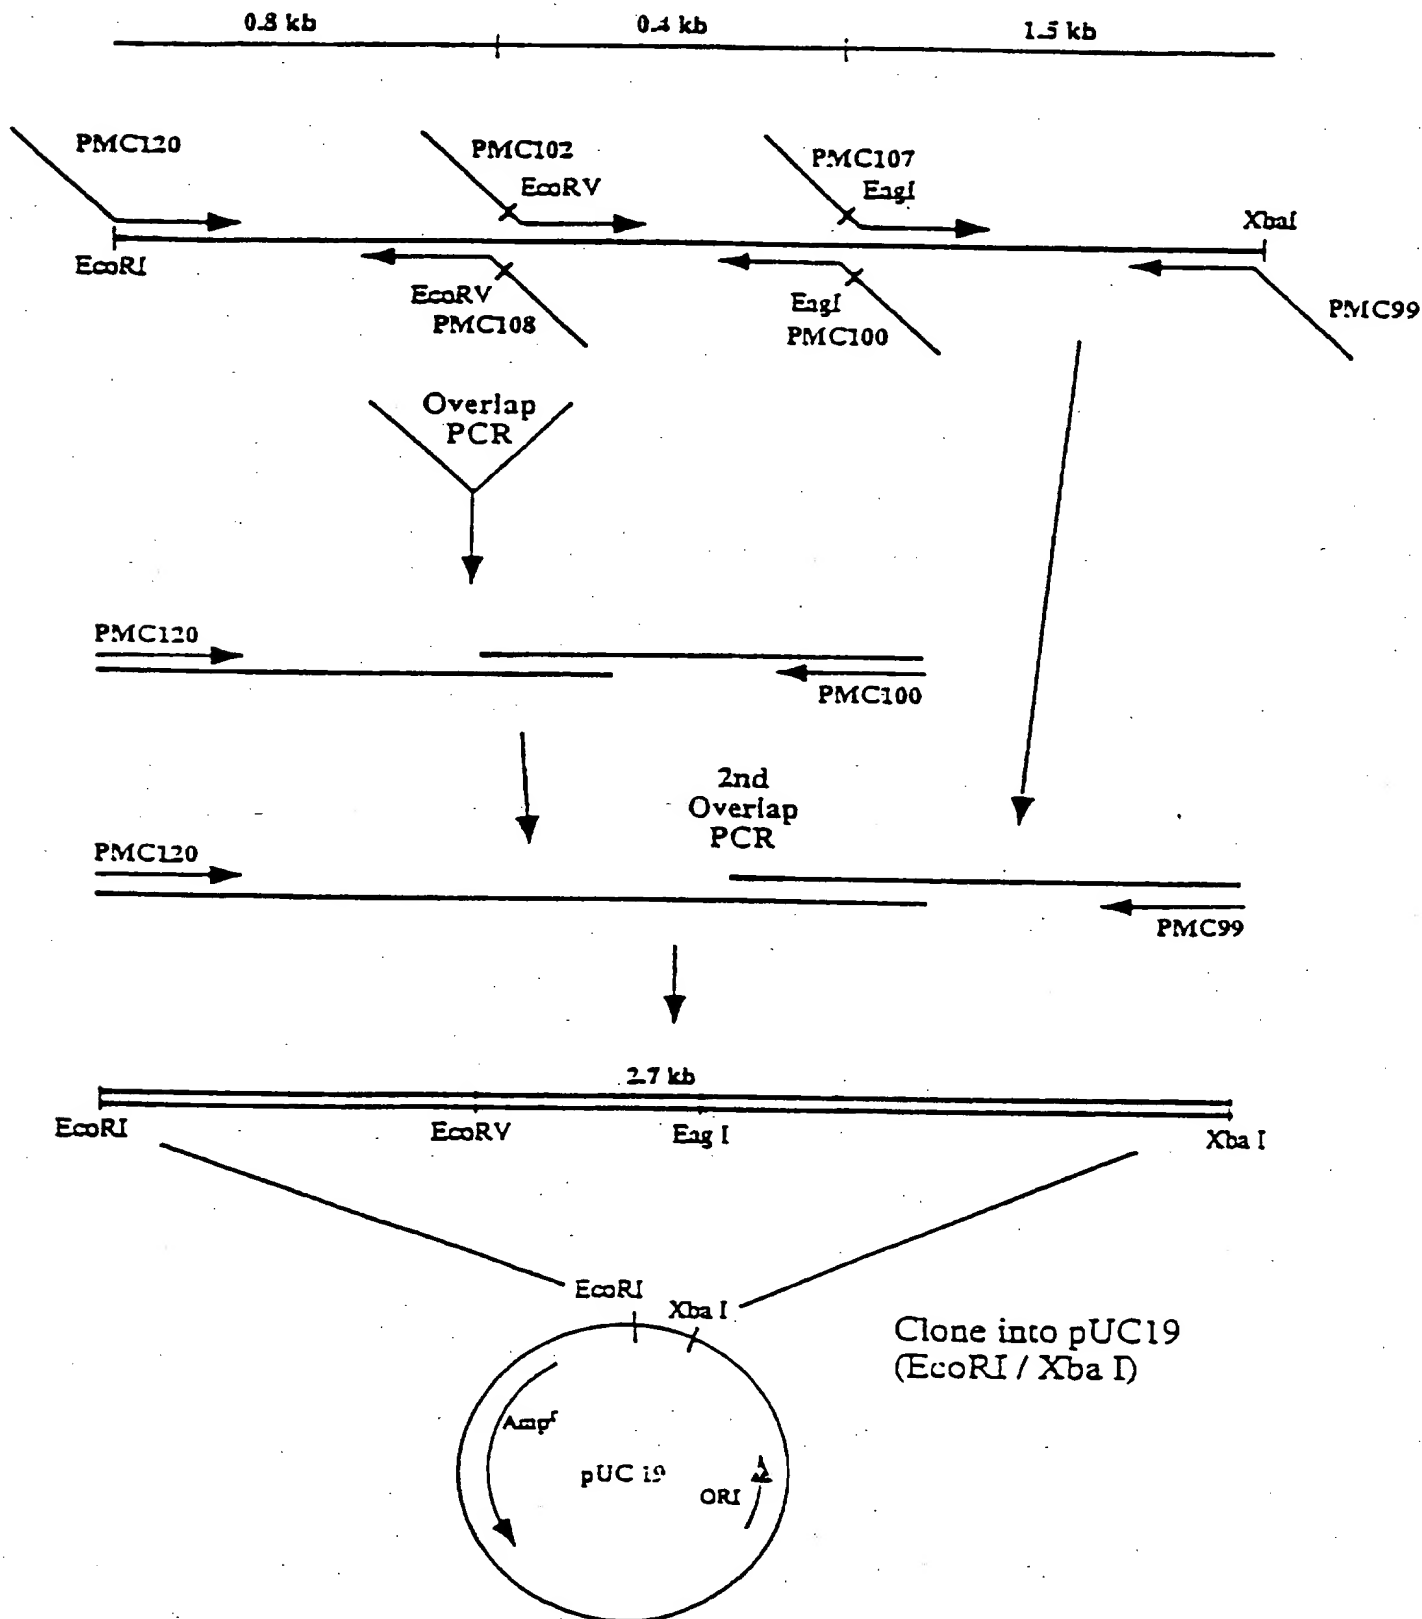 0.8 kb 0.4 kb 1.5 kb
PMC120
PMC102
EcoRV
PMC107
EagI
XbaI
EcoRI
EcoRV
PMC108
EagI
PMC100
PMC99
Overlap
PCR
PMC120
PMC100
2nd
Overlap
PCR
PMC120
PMC99
2.7 kb
EcoRI EcoRV Eag I Xba I
EcoRI
Xba I
Clone into pUC19
(EcoRI / Xba I)
Ampr
pUC 19
ORI